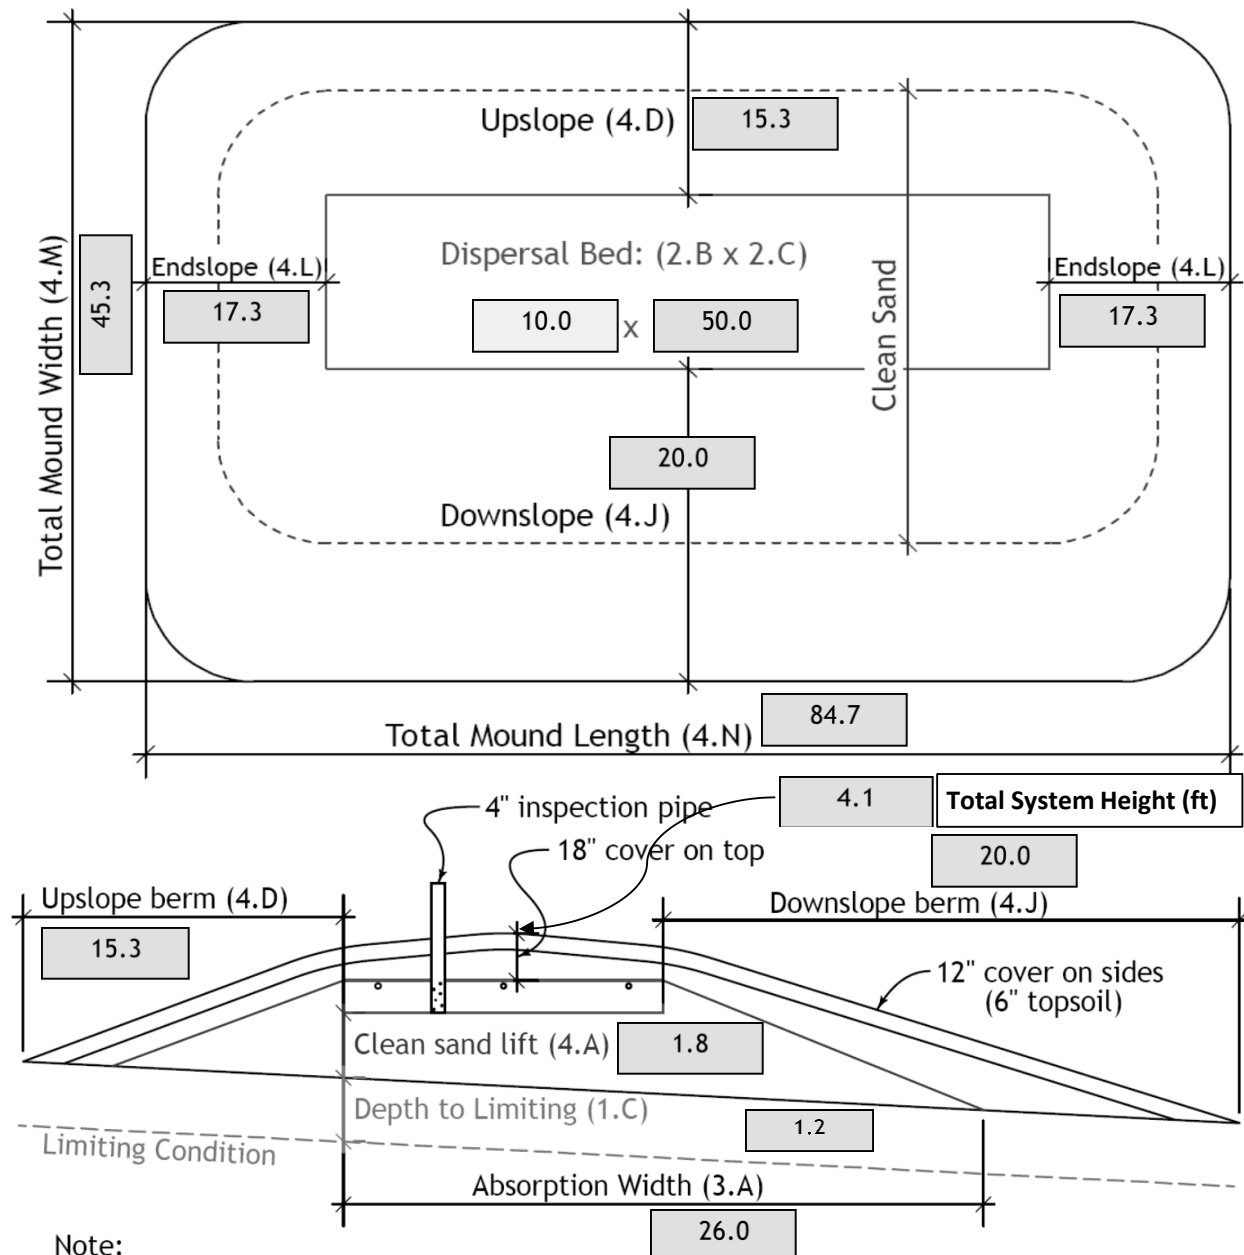 Upslope (4.D)
15.3
Dispersal Bed: (2.B x 2.C)
10.0 x 50.0
Endslope (4.L)
17.3
Endslope (4.L)
17.3
Total Mound Width (4.M)
45.3
Clean Sand
20.0
Downslope (4.J)
84.7
Total Mound Length (4.N)
4.1 Total System Height (ft)
4" inspection pipe
18" cover on top
20.0
Upslope berm (4.D)
15.3
Downslope berm (4.J)
12" cover on sides
(6" topsoil)
Clean sand lift (4.A) 1.8
Depth to Limiting (1.C)
1.2
Limiting Condition
Absorption Width (3.A)
26.0
Note: